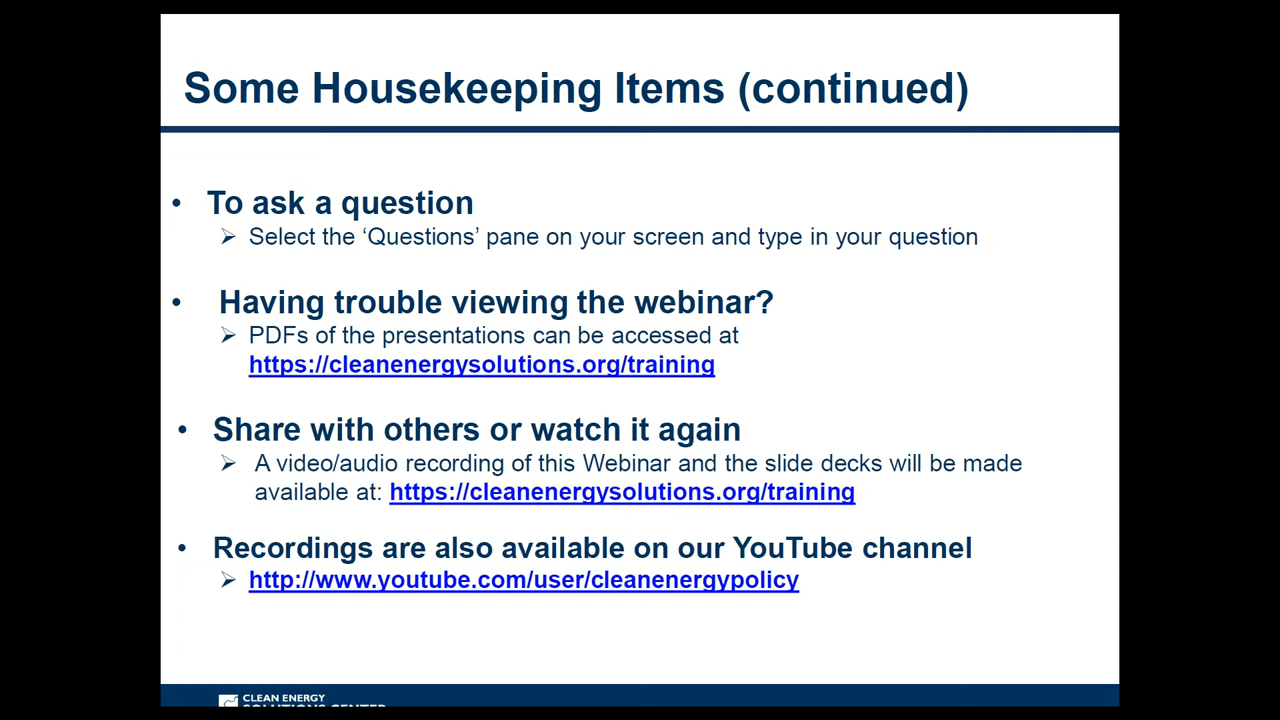 Some Housekeeping Items (continued)
• To ask a question
➢ Select the ‘Questions’ pane on your screen and type in your question
• Having trouble viewing the webinar?
➢ PDFs of the presentations can be accessed at
https://cleanenergysolutions.org/training
• Share with others or watch it again
➢ A video/audio recording of this Webinar and the slide decks will be made
available at: https://cleanenergysolutions.org/training
• Recordings are also available on our YouTube channel
➢ http://www.youtube.com/user/cleanenergypolicy
CLEAN ENERGY
SOLUTIONS CENTER